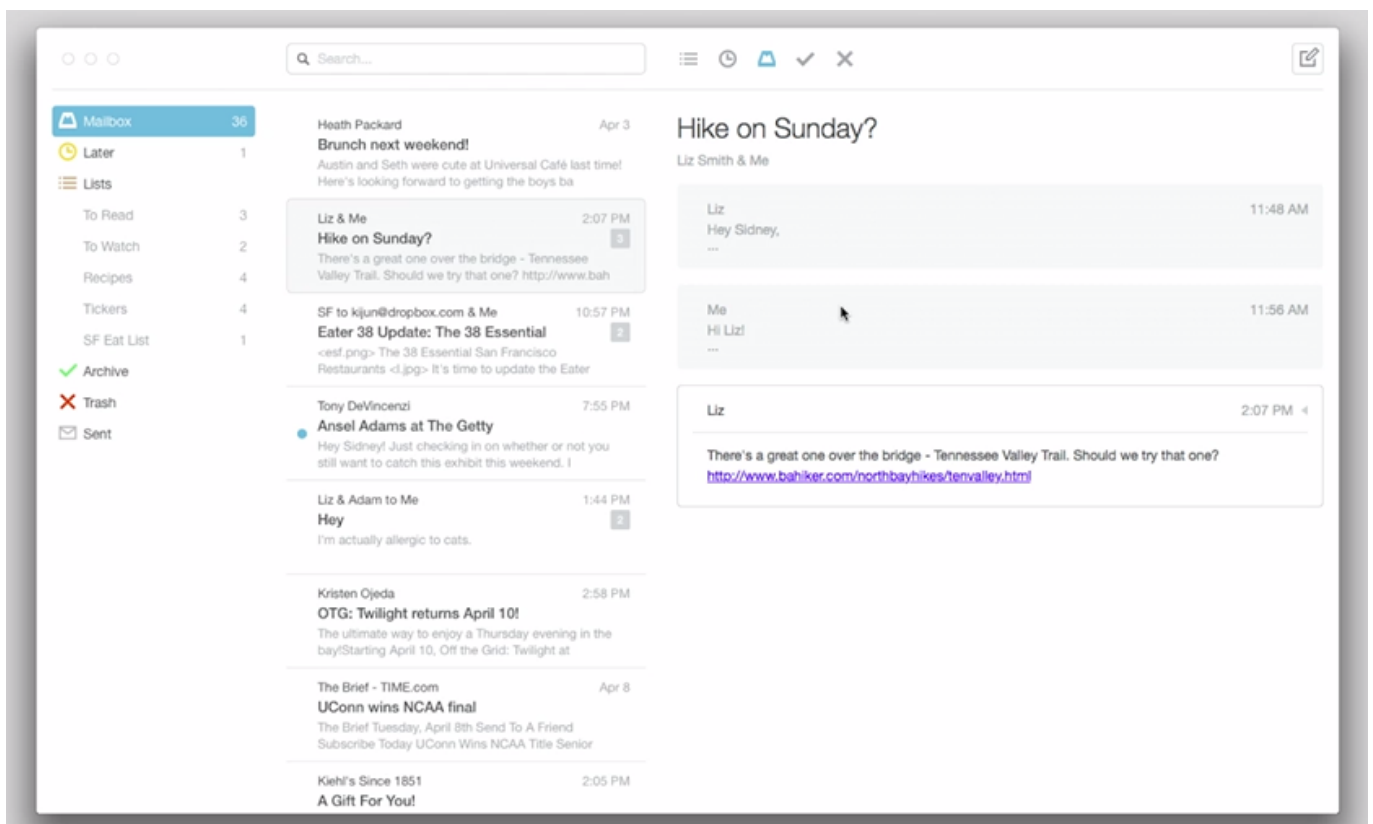 Search...
Mailbox 36
Later 1
Lists
To Read 3
To Watch 2
Recipes 4
Tickers 4
SF Eat List 1
Archive
Trash
Sent
Heath Packard Apr 3
Brunch next weekend!
Austin and Seth were cute at Universal Café last time!
Here's looking forward to getting the boys ba
Liz & Me 2:07 PM
Hike on Sunday? 3
There's a great one over the bridge - Tennessee
Valley Trail. Should we try that one? http://www.bah
SF to kijun@dropbox.com & Me 10:57 PM
Eater 38 Update: The 38 Essential 2
<esf.png> The 38 Essential San Francisco
Restaurants <l.jpg> It's time to update the Eater
Tony DeVincenzi 7:55 PM
Ansel Adams at The Getty
Hey Sidney! Just checking in on whether or not you
still want to catch this exhibit this weekend. I
Liz & Adam to Me 1:44 PM
Hey 2
I'm actually allergic to cats.
Kristen Ojeda 2:58 PM
OTG: Twilight returns April 10!
The ultimate way to enjoy a Thursday evening in the
bay!Starting April 10, Off the Grid: Twilight at
The Brief - TIME.com Apr 8
UConn wins NCAA final
The Brief Tuesday, April 8th Send To A Friend
Subscribe Today UConn Wins NCAA Title Senior
Kiehl's Since 1851 2:05 PM
A Gift For You!
Hike on Sunday?
Liz Smith & Me
Liz 11:48 AM
Hey Sidney,
...
Me 11:56 AM
Hi Liz!
...
Liz 2:07 PM
There's a great one over the bridge - Tennessee Valley Trail. Should we try that one?
http://www.bahiker.com/northbayhikes/tenvalley.html